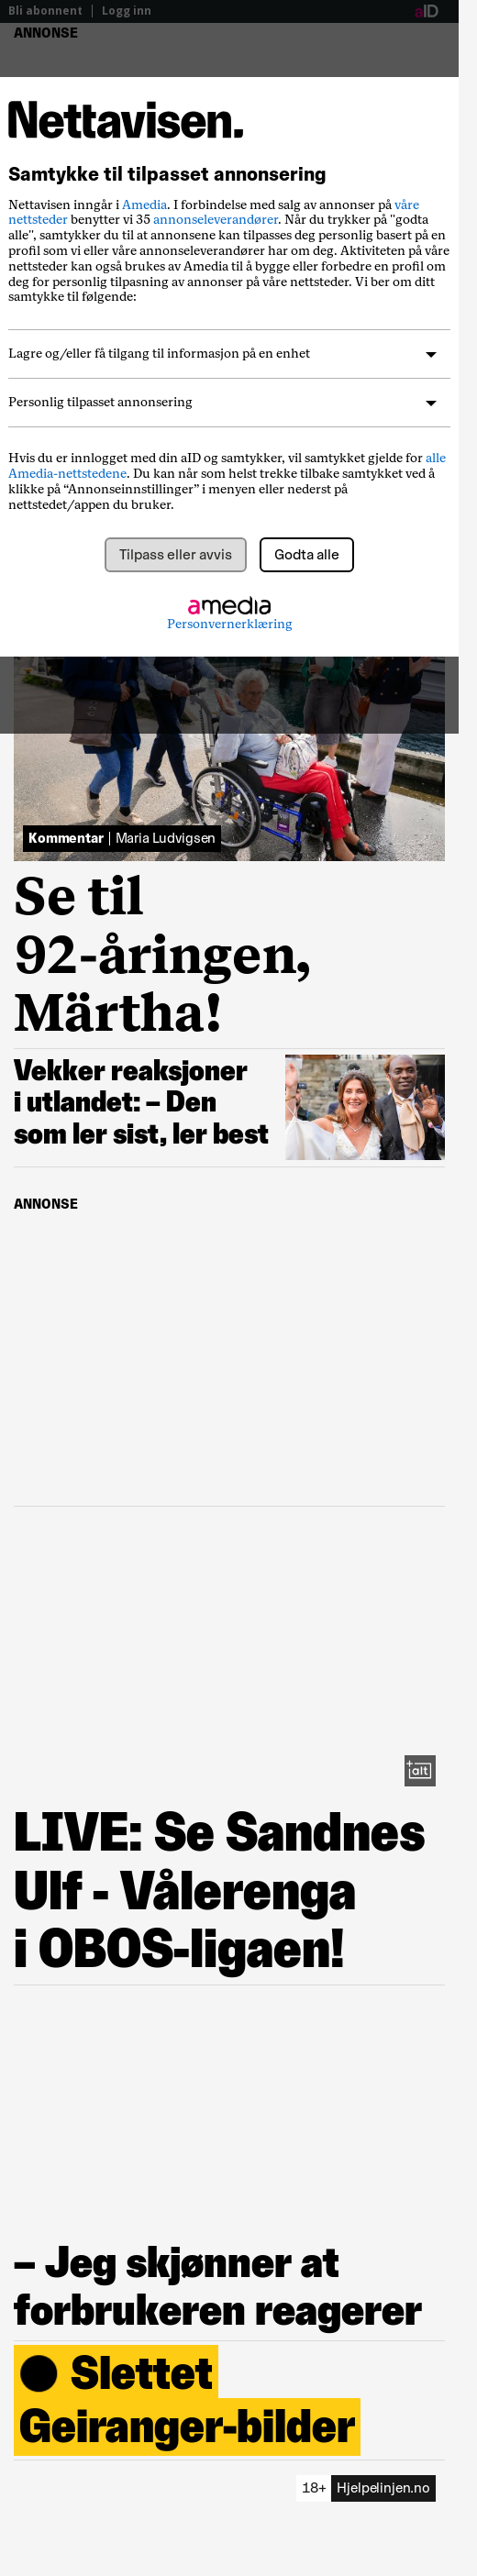 Bli abonnent | Logg inn
aID
ANNONSE
Nettavisen.
Samtykke til tilpasset annonsering
Nettavisen inngår i Amedia. I forbindelse med salg av annonser på våre
nettsteder benytter vi 35 annonseleverandører. Når du trykker på "godta
alle", samtykker du til at annonsene kan tilpasses deg personlig basert på en
profil som vi eller våre annonseleverandører har om deg. Aktiviteten på våre
nettsteder kan også brukes av Amedia til å bygge eller forbedre en profil om
deg for personlig tilpasning av annonser på våre nettsteder. Vi ber om ditt
samtykke til følgende:
Lagre og/eller få tilgang til informasjon på en enhet
Personlig tilpasset annonsering
Hvis du er innlogget med din aID og samtykker, vil samtykket gjelde for alle
Amedia-nettstedene. Du kan når som helst trekke tilbake samtykket ved å
klikke på “Annonseinnstillinger” i menyen eller nederst på
nettstedet/appen du bruker.
Tilpass eller avvis
Godta alle
amedia
Personvernerklæring
Kommentar | Maria Ludvigsen
Se til
92-åringen,
Märtha!
Vekker reaksjoner
i utlandet: – Den
som ler sist, ler best
ANNONSE
+alt
LIVE: Se Sandnes
Ulf - Vålerenga
i OBOS-ligaen!
– Jeg skjønner at
forbrukeren reagerer
Slettet
Geiranger-bilder
18+ Hjelpelinjen.no